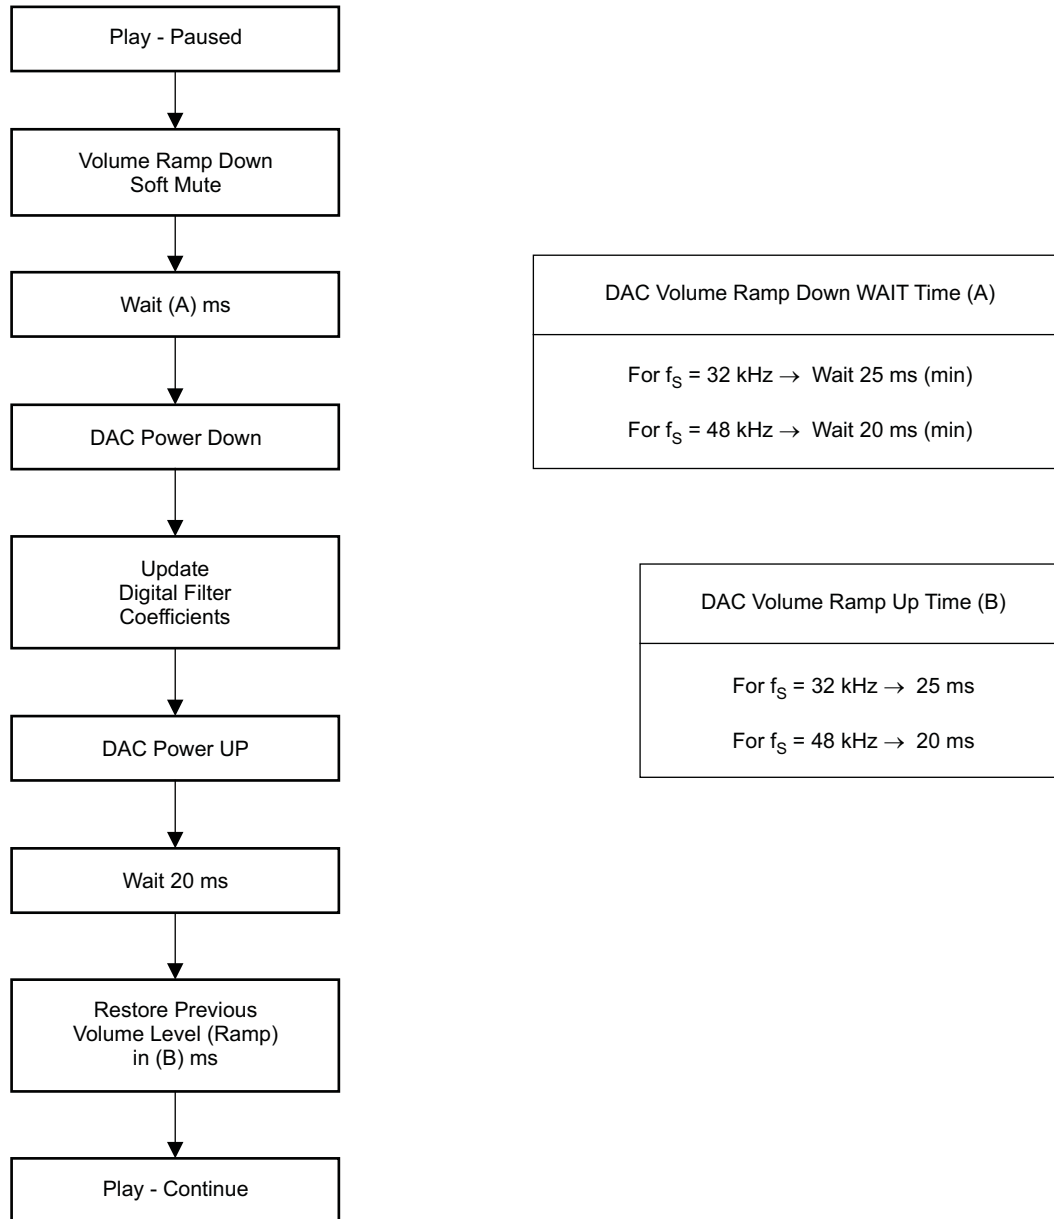 Play - Paused
Volume Ramp Down
Soft Mute
Wait (A) ms
DAC Power Down
Update
Digital Filter
Coefficients
DAC Power UP
Wait 20 ms
Restore Previous
Volume Level (Ramp)
in (B) ms
Play - Continue
DAC Volume Ramp Down WAIT Time (A)
For fS = 32 kHz → Wait 25 ms (min)
For fS = 48 kHz → Wait 20 ms (min)
DAC Volume Ramp Up Time (B)
For fS = 32 kHz → 25 ms
For fS = 48 kHz → 20 ms